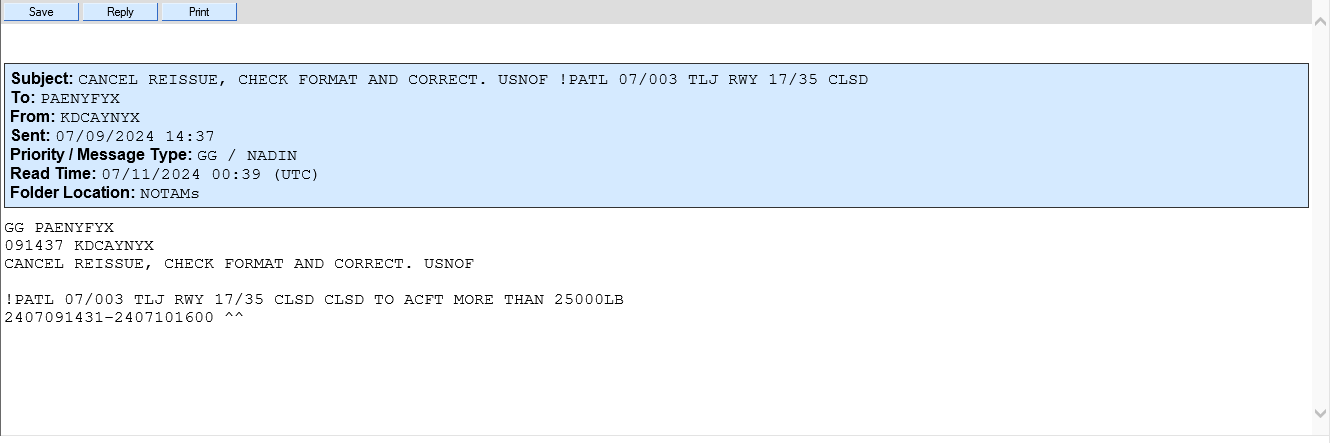 Save Reply Print
Subject: CANCEL REISSUE, CHECK FORMAT AND CORRECT. USNOF !PATL 07/003 TLJ RWY 17/35 CLSD
To: PAENYFYX
From: KDCAYNYX
Sent: 07/09/2024 14:37
Priority / Message Type: GG / NADIN
Read Time: 07/11/2024 00:39 (UTC)
Folder Location: NOTAMs
GG PAENYFYX
091437 KDCAYNYX
CANCEL REISSUE, CHECK FORMAT AND CORRECT. USNOF
!PATL 07/003 TLJ RWY 17/35 CLSD CLSD TO ACFT MORE THAN 25000LB
2407091431-2407101600 ^^